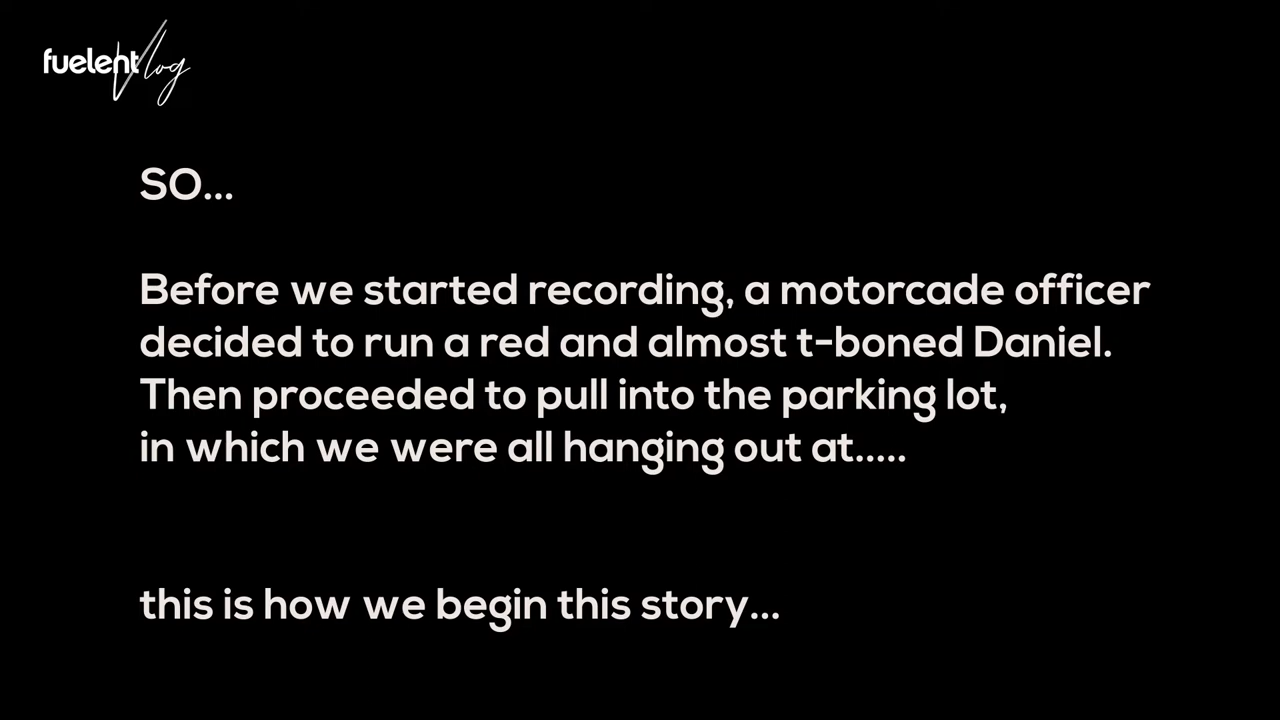 fuelent Vlog
SO...
Before we started recording, a motorcade officer
decided to run a red and almost t-boned Daniel.
Then proceeded to pull into the parking lot,
in which we were all hanging out at.....
this is how we begin this story...